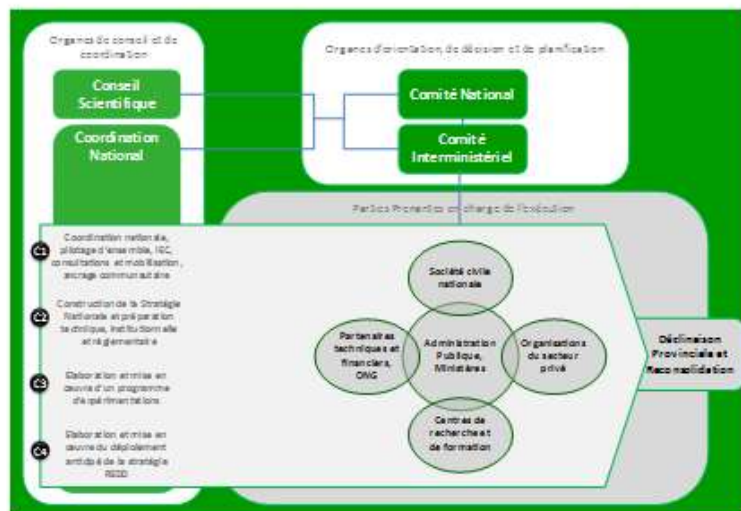 Organes de conseil et de
coordination
Conseil
Scientifique
Coordination
National
Organes d'orientation, de décision et de planification
Comité National
Comité
Interministériel
Parties Prenantes en charge de l'exécution
C1
Coordination nationale,
pilotage d'ensemble, IEC,
consultations et mobilisation,
ancrage communautaire
C2
Construction de la Stratégie
Nationale et préparation
technique, institutionnelle
et réglementaire
C3
Elaboration et mise en
œuvre d'un programme
d'expérimentations
C4
Elaboration et mise en
œuvre du déploiement
anticipé de la stratégie
REDD
Société civile
nationale
Partenaires
techniques et
financiers,
ONG
Administration
Publique,
Ministères
Organisations
du secteur
privé
Centres de
recherche et
de formation
Déclinaison
Provinciale et
Reconsolidation